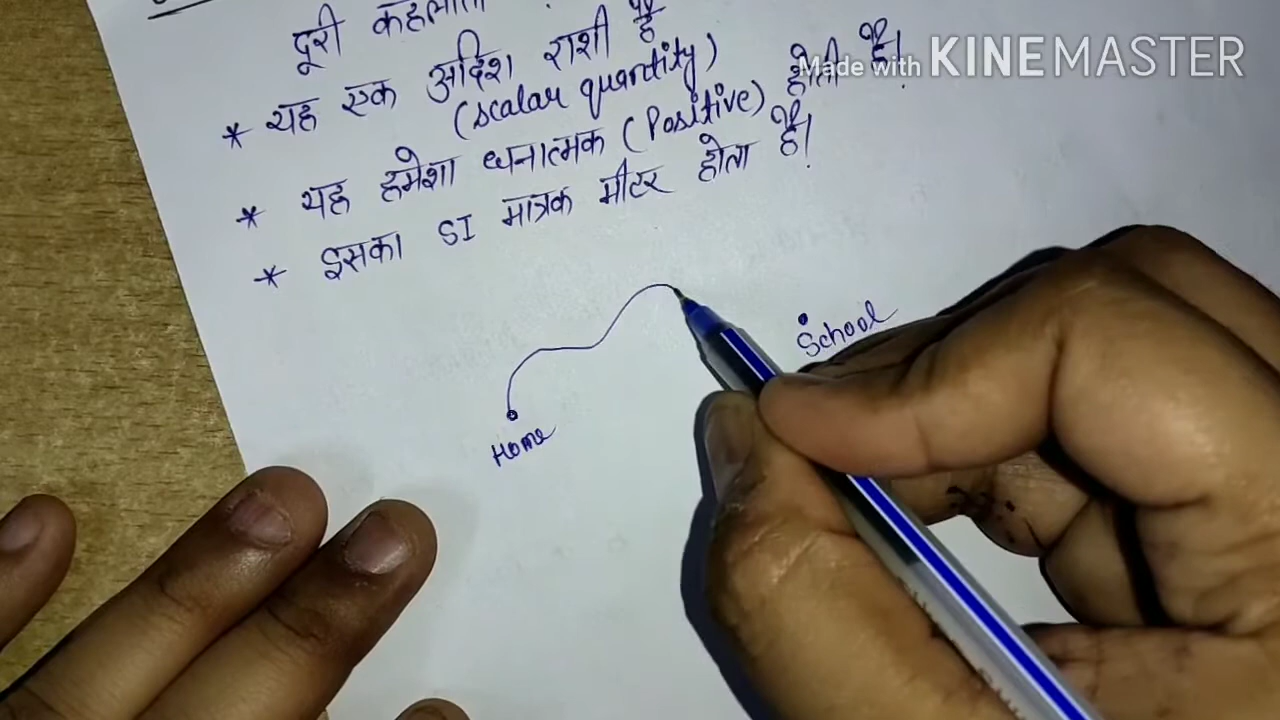 दूरी कहलाती
* यह एक अदिश राशी है
(scalar quantity)
* यह हमेशा धनात्मक (Positive) होती है।
* इसका SI मात्रक मीटर होता है।
School
Home
Made with KINEMASTER